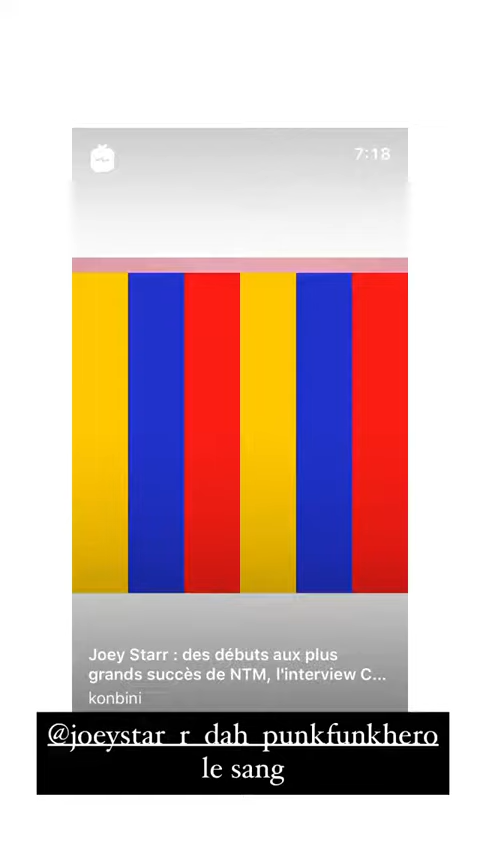 7:18
Joey Starr : des débuts aux plus
grands succès de NTM, l'interview C...
konbini
@joeystar_r_dah_punkfunkhero
le sang